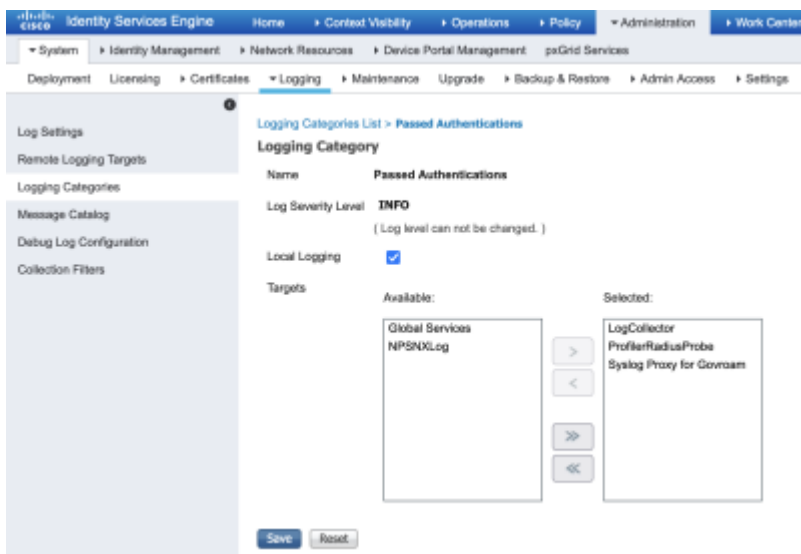 cisco Identity Services Engine Home Context Visibility Operations Policy Administration Work Center
System Identity Management Network Resources Device Portal Management pxGrid Services
Deployment Licensing Certificates Logging Maintenance Upgrade Backup & Restore Admin Access Settings
Log Settings
Remote Logging Targets
Logging Categories
Message Catalog
Debug Log Configuration
Collection Filters
Logging Categories List > Passed Authentications
Logging Category
Name Passed Authentications
Log Severity Level INFO
( Log level can not be changed. )
Local Logging
Targets
Available:
Global Services
NPSNXLog
Selected:
LogCollector
ProfilerRadiusProbe
Syslog Proxy for Govroam
Save Reset